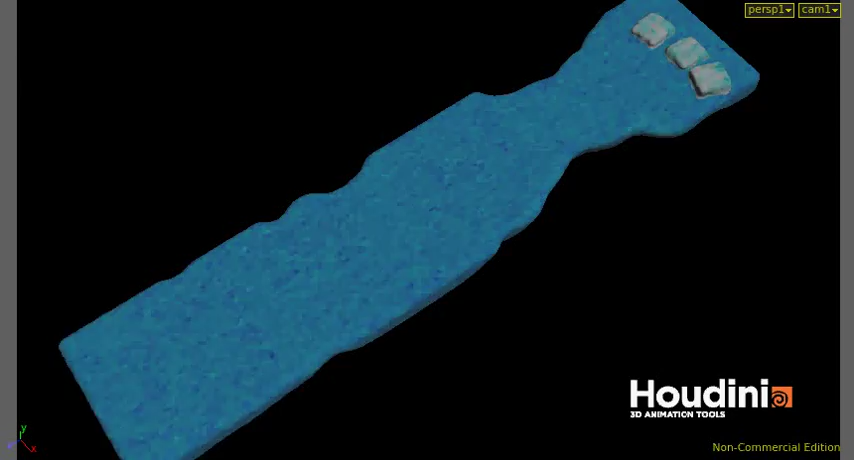 persp1 cam1
Houdini
3D ANIMATION TOOLS
Non-Commercial Edition
y
x